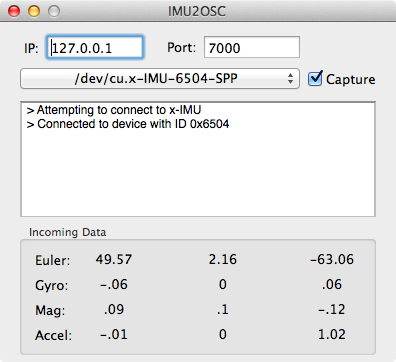 IMU2OSC
IP: 127.0.0.1 Port: 7000
/dev/cu.x-IMU-6504-SPP Capture
> Attempting to connect to x-IMU
> Connected to device with ID 0x6504
Incoming Data
Euler: 49.57 2.16 -63.06
Gyro: -.06 0 .06
Mag: .09 .1 -.12
Accel: -.01 0 1.02